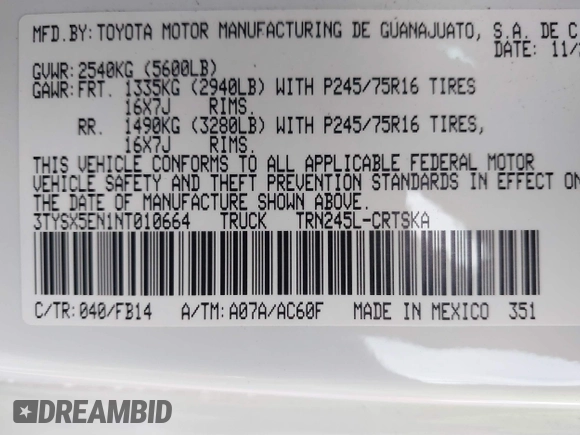 MFD.BY: TOYOTA MOTOR MANUFACTURING DE GUANAJUATO, S.A. DE C
DATE: 11/
GVWR: 2540KG (5600LB)
GAWR: FRT. 1335KG (2940LB) WITH P245/75R16 TIRES
16X7J RIMS.
RR. 1490KG (3280LB) WITH P245/75R16 TIRES,
16X7J RIMS.
THIS VEHICLE CONFORMS TO ALL APPLICABLE FEDERAL MOTOR
VEHICLE SAFETY AND THEFT PREVENTION STANDARDS IN EFFECT ON
THE DATE OF MANUFACTURE SHOWN ABOVE.
3TYSX5EN1NT010664 TRUCK TRN245L-CRTSKA
C/TR: 040/FB14 A/TM: A07A/AC60F MADE IN MEXICO 351
DREAMBID